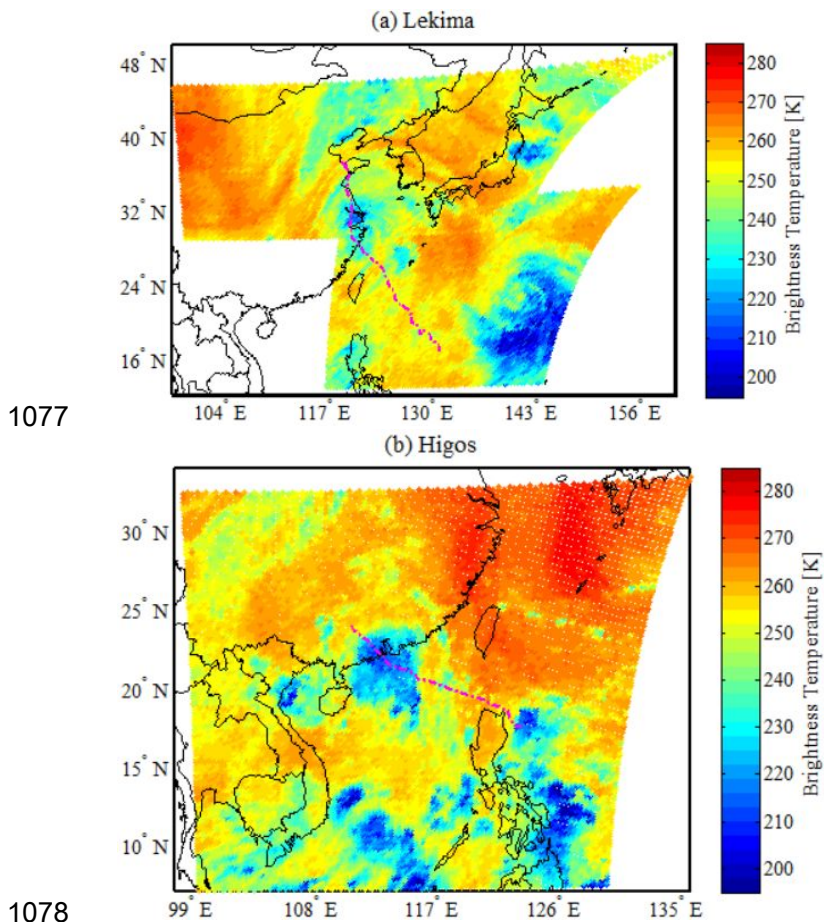 (a) Lekima
48° N
40° N
32° N
24° N
16° N
104° E 117° E 130° E 143° E 156° E
280
270
260
250
240
230
220
210
200
Brightness Temperature [K]
1077
(b) Higos
30° N
25° N
20° N
15° N
10° N
99° E 108° E 117° E 126° E 135° E
280
270
260
250
240
230
220
210
200
Brightness Temperature [K]
1078